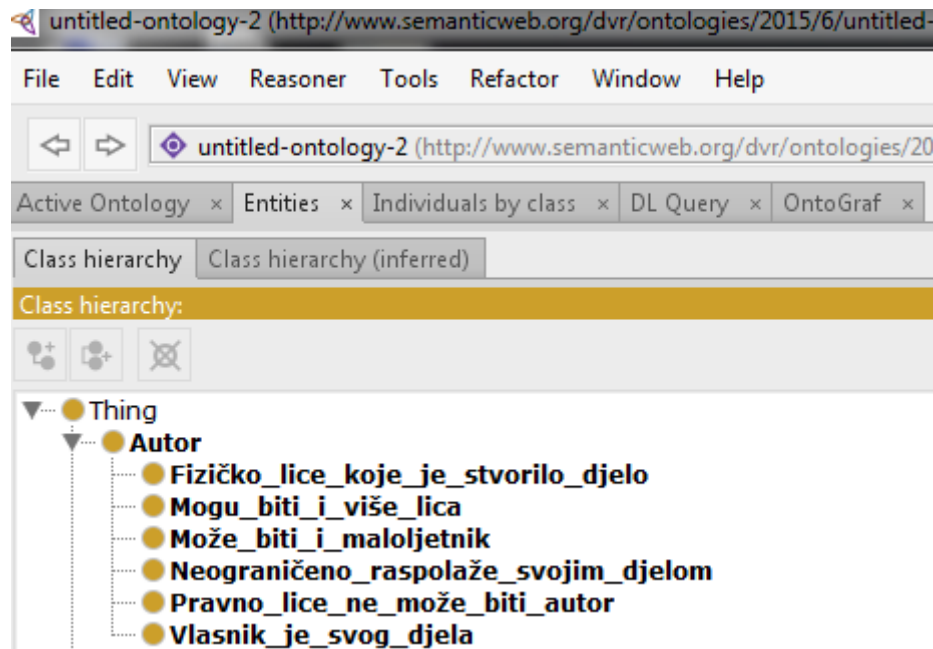 untitled-ontology-2 (http://www.semanticweb.org/dvr/ontologies/2015/6/untitled-
File Edit View Reasoner Tools Refactor Window Help
untitled-ontology-2 (http://www.semanticweb.org/dvr/ontologies/20
Active Ontology × Entities × Individuals by class × DL Query × OntoGraf ×
Class hierarchy Class hierarchy (inferred)
Class hierarchy:
Thing
Autor
Fizičko_lice_koje_je_stvorilo_djelo
Mogu_biti_i_više_lica
Može_biti_i_maloljetnik
Neograničeno_raspolaže_svojim_djelom
Pravno_lice_ne_može_biti_autor
Vlasnik_je_svog_djela